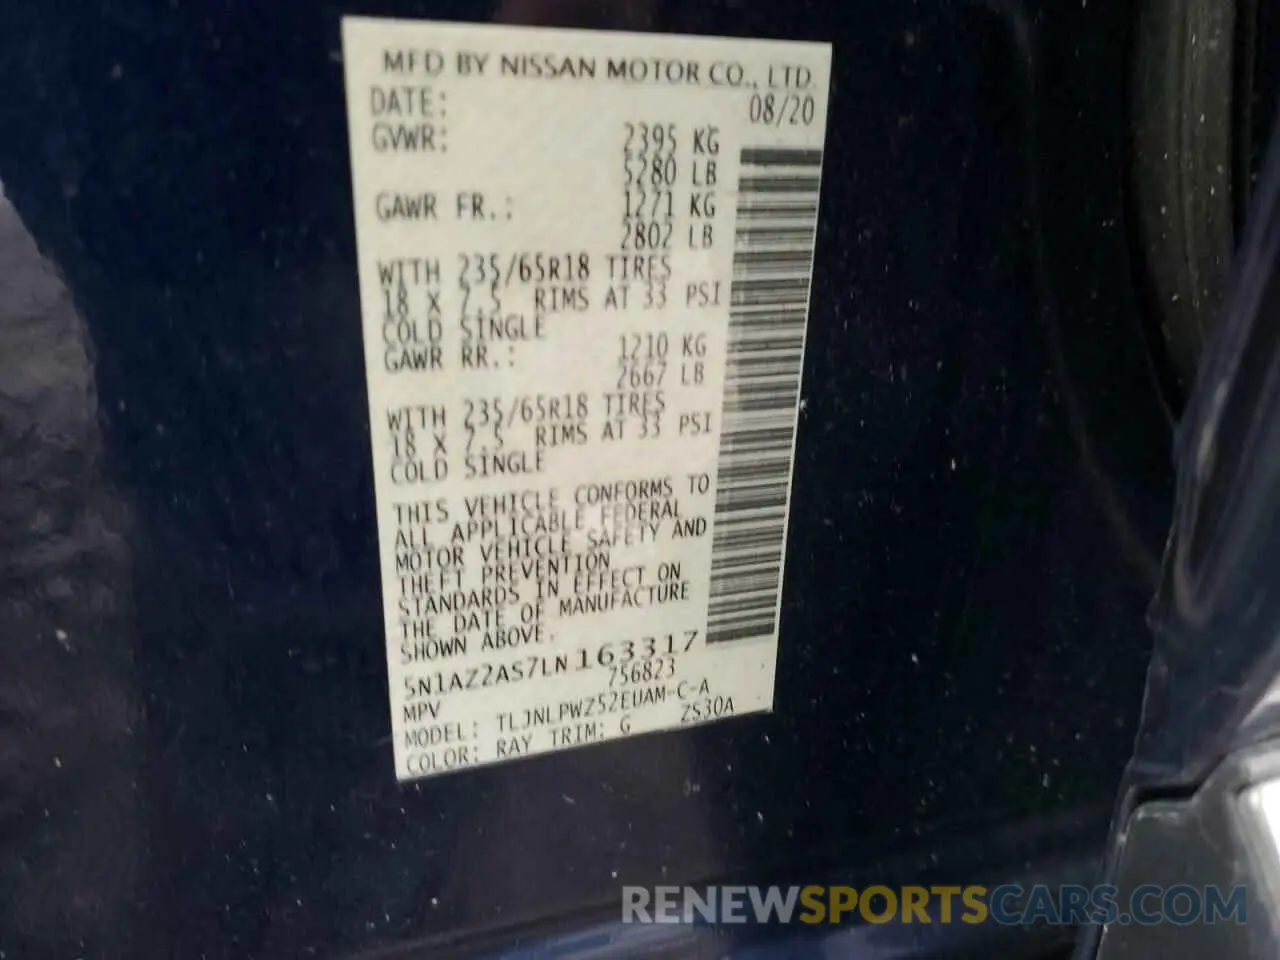 MFD BY NISSAN MOTOR CO., LTD.
DATE: 08/20
GVWR: 2395 KG
5280 LB
GAWR FR.: 1271 KG
2802 LB
WITH 235/65R18 TIRES
18 X 7.5 RIMS AT 33 PSI
COLD SINGLE
GAWR RR.: 1210 KG
2667 LB
WITH 235/65R18 TIRES
18 X 7.5 RIMS AT 33 PSI
COLD SINGLE
THIS VEHICLE CONFORMS TO
ALL APPLICABLE FEDERAL
MOTOR VEHICLE SAFETY AND
THEFT PREVENTION
STANDARDS IN EFFECT ON
THE DATE OF MANUFACTURE
SHOWN ABOVE.
5N1AZ2AS7LN163317
MPV 756823
MODEL: TLJNLPWZ52EUAM-C-A
COLOR: RAY TRIM: G Z530A
RENEWSPORTSCARS.COM